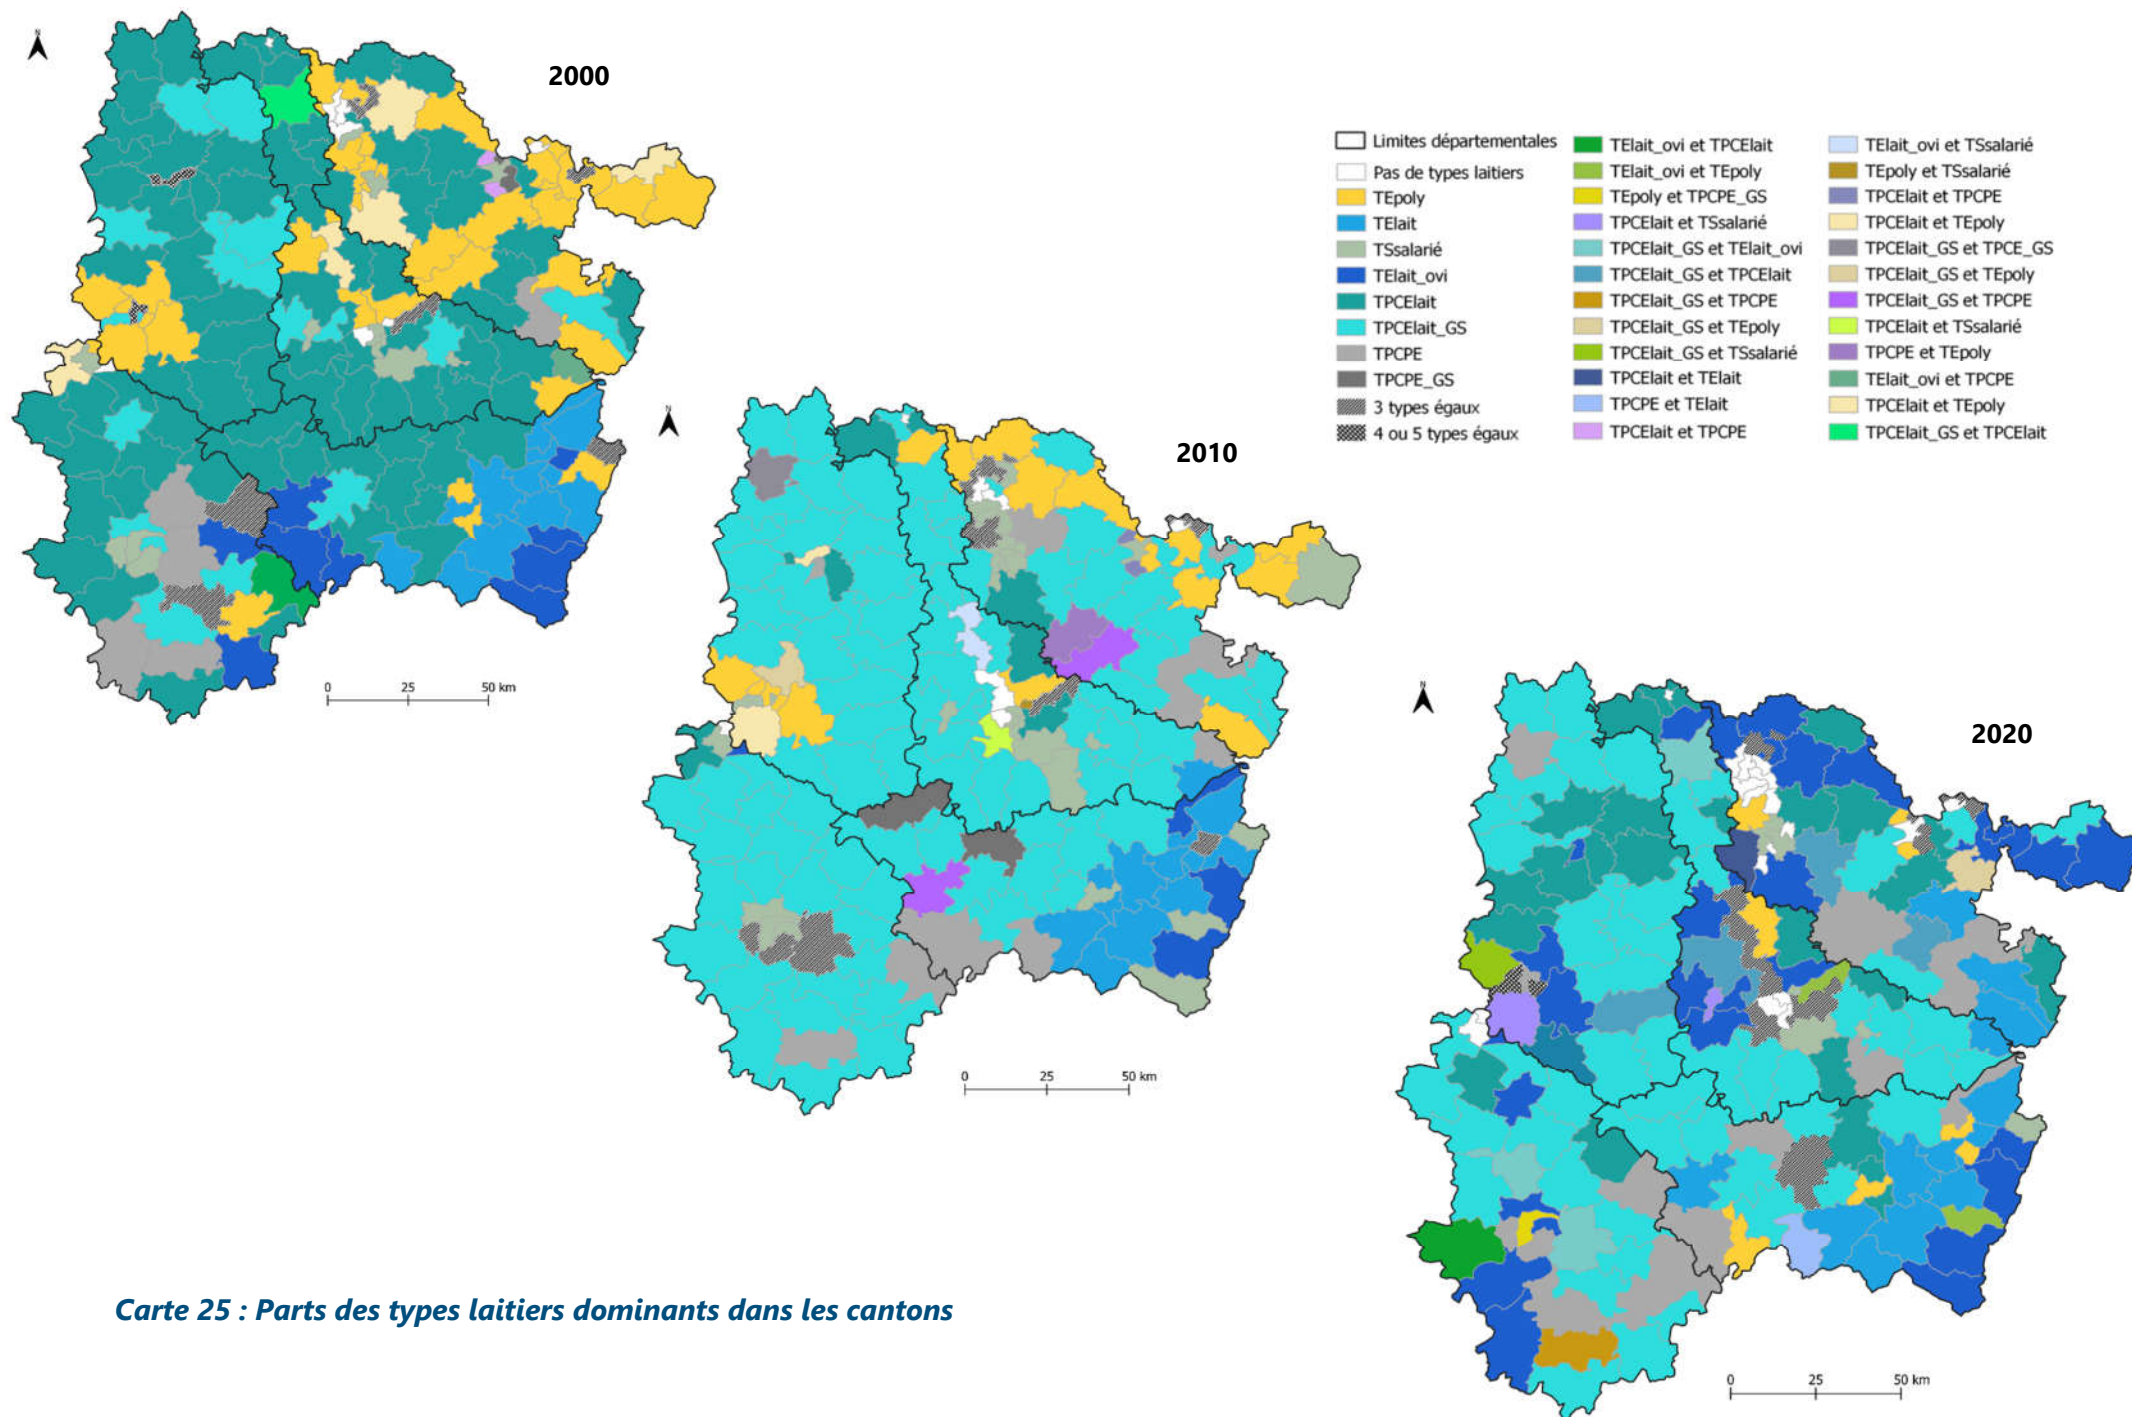 N
2000
Limites départementales
Pas de types laitiers
TEpoly
TElait
TSsalarié
TElait_ovi
TPCElait
TPCElait_GS
TPCPE
TPCPE_GS
3 types égaux
4 ou 5 types égaux
TElait_ovi et TPCElait
TElait_ovi et TEpoly
TEpoly et TPCPE_GS
TPCElait et TSsalarié
TPCElait_GS et TElait_ovi
TPCElait_GS et TPCElait
TPCElait_GS et TPCPE
TPCElait_GS et TEpoly
TPCElait_GS et TSsalarié
TPCElait et TElait
TPCPE et TElait
TPCElait et TPCPE
TElait_ovi et TSsalarié
TEpoly et TSsalarié
TPCElait et TPCPE
TPCElait et TEpoly
TPCElait_GS et TPCE_GS
TPCElait_GS et TEpoly
TPCElait_GS et TPCPE
TPCElait et TSsalarié
TPCPE et TEpoly
TElait_ovi et TPCPE
TPCElait et TEpoly
TPCElait_GS et TPCElait
0 25 50 km
N
2010
0 25 50 km
N
2020
0 25 50 km
Carte 25 : Parts des types laitiers dominants dans les cantons